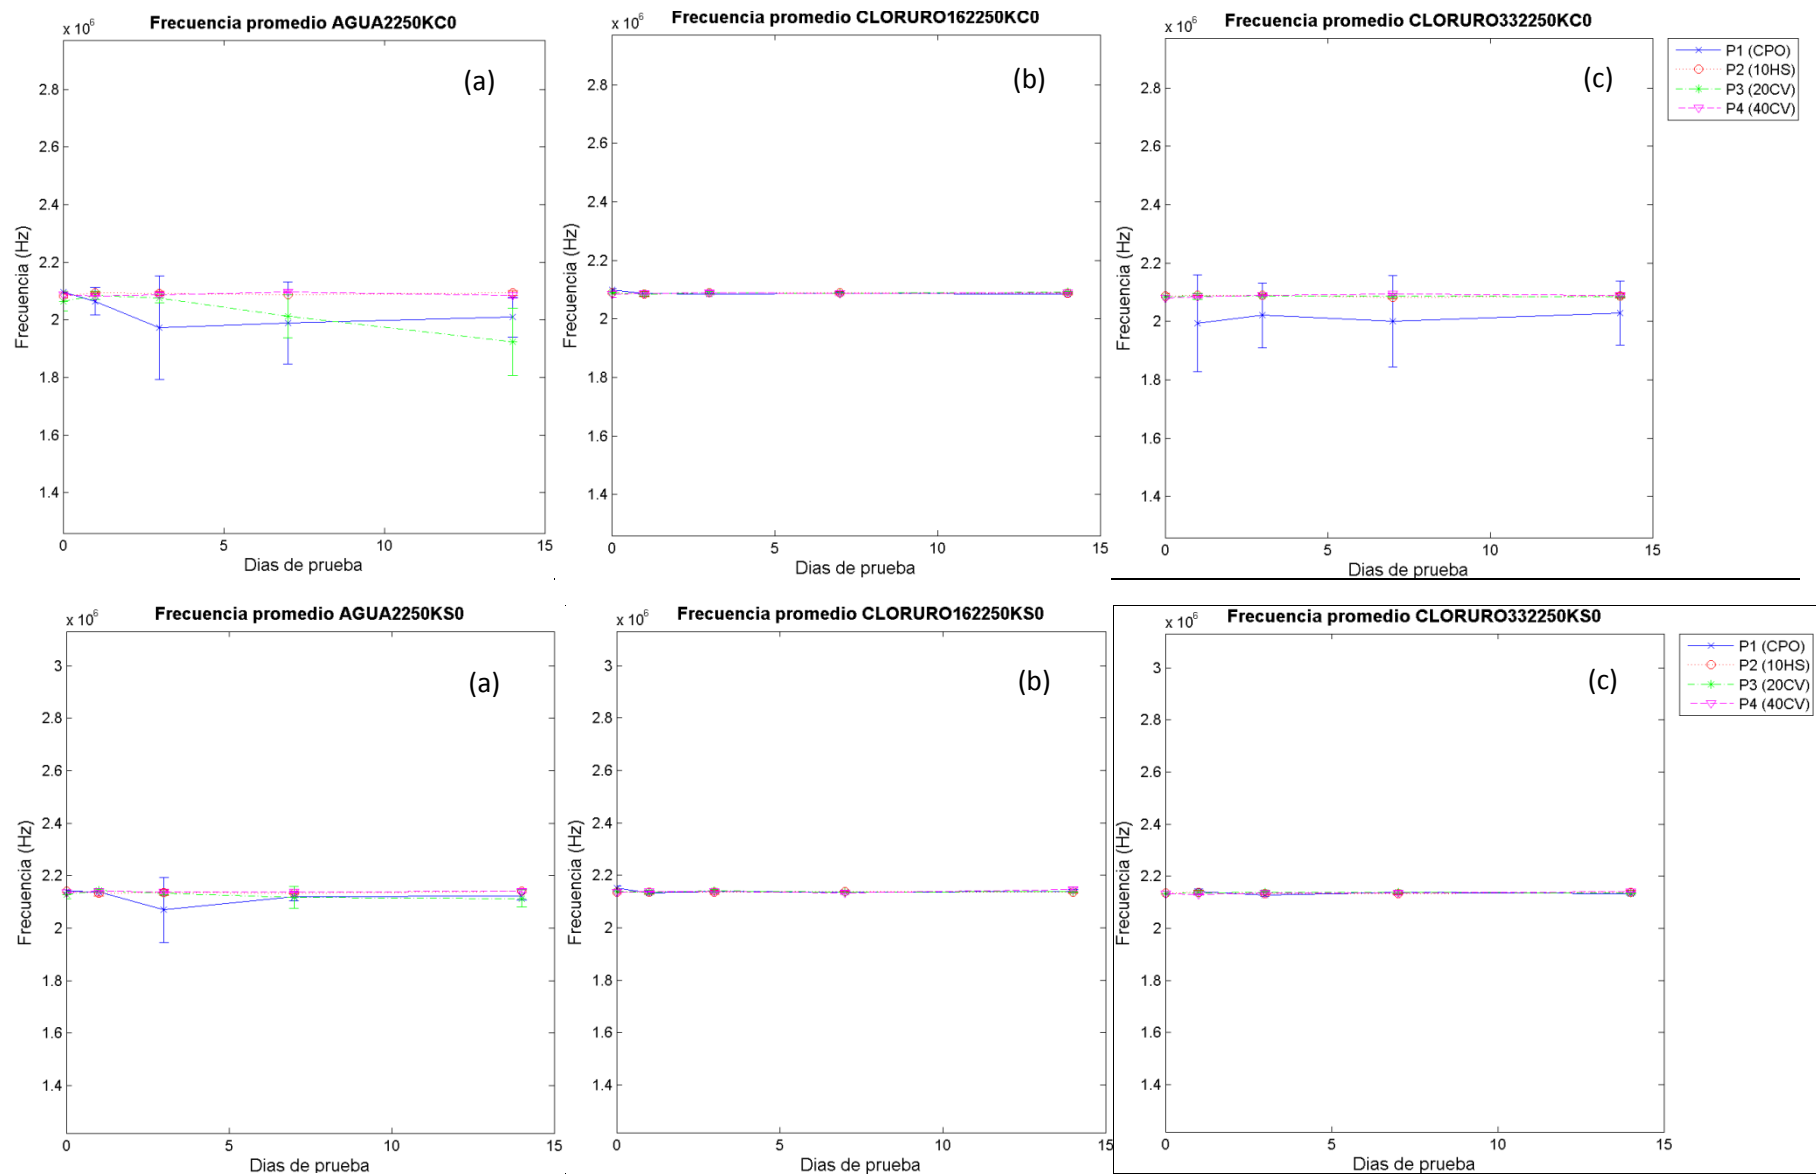 Frecuencia promedio AGUA2250KC0
x 10^6
(a)
2.8
2.6
2.4
2.2
2
1.8
1.6
1.4
Frecuencia (Hz)
0
5
10
15
Dias de prueba
Frecuencia promedio CLORURO162250KC0
x 10^6
(b)
2.8
2.6
2.4
2.2
2
1.8
1.6
1.4
Frecuencia (Hz)
0
5
10
15
Dias de prueba
Frecuencia promedio CLORURO332250KC0
x 10^6
(c)
2.8
2.6
2.4
2.2
2
1.8
1.6
1.4
Frecuencia (Hz)
0
5
10
15
Dias de prueba
P1 (CPO)
P2 (10HS)
P3 (20CV)
P4 (40CV)
Frecuencia promedio AGUA2250KS0
x 10^6
(a)
3
2.8
2.6
2.4
2.2
2
1.8
1.6
1.4
Frecuencia (Hz)
0
5
10
15
Dias de prueba
Frecuencia promedio CLORURO162250KS0
x 10^6
(b)
3
2.8
2.6
2.4
2.2
2
1.8
1.6
1.4
Frecuencia (Hz)
0
5
10
15
Dias de prueba
Frecuencia promedio CLORURO332250KS0
x 10^6
(c)
3
2.8
2.6
2.4
2.2
2
1.8
1.6
1.4
Frecuencia (Hz)
0
5
10
15
Dias de prueba
P1 (CPO)
P2 (10HS)
P3 (20CV)
P4 (40CV)